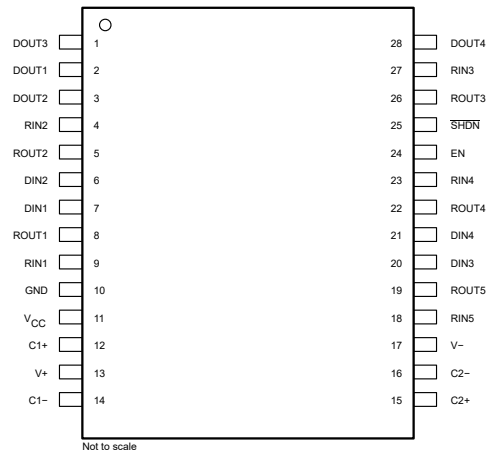 DOUT3 1 28 DOUT4
DOUT1 2 27 RIN3
DOUT2 3 26 ROUT3
RIN2 4 25 SHDN
ROUT2 5 24 EN
DIN2 6 23 RIN4
DIN1 7 22 ROUT4
ROUT1 8 21 DIN4
RIN1 9 20 DIN3
GND 10 19 ROUT5
VCC 11 18 RIN5
C1+ 12 17 V−
V+ 13 16 C2−
C1− 14 15 C2+
Not to scale